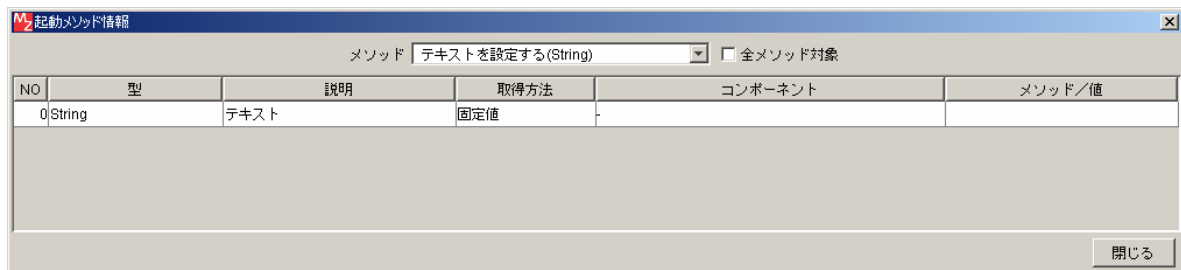 MZ 起動メソッド情報
メソッド テキストを設定する(String) 全メソッド対象
NO 型 説明 取得方法 コンポーネント メソッド／値
0 String テキスト 固定値 -
閉じる